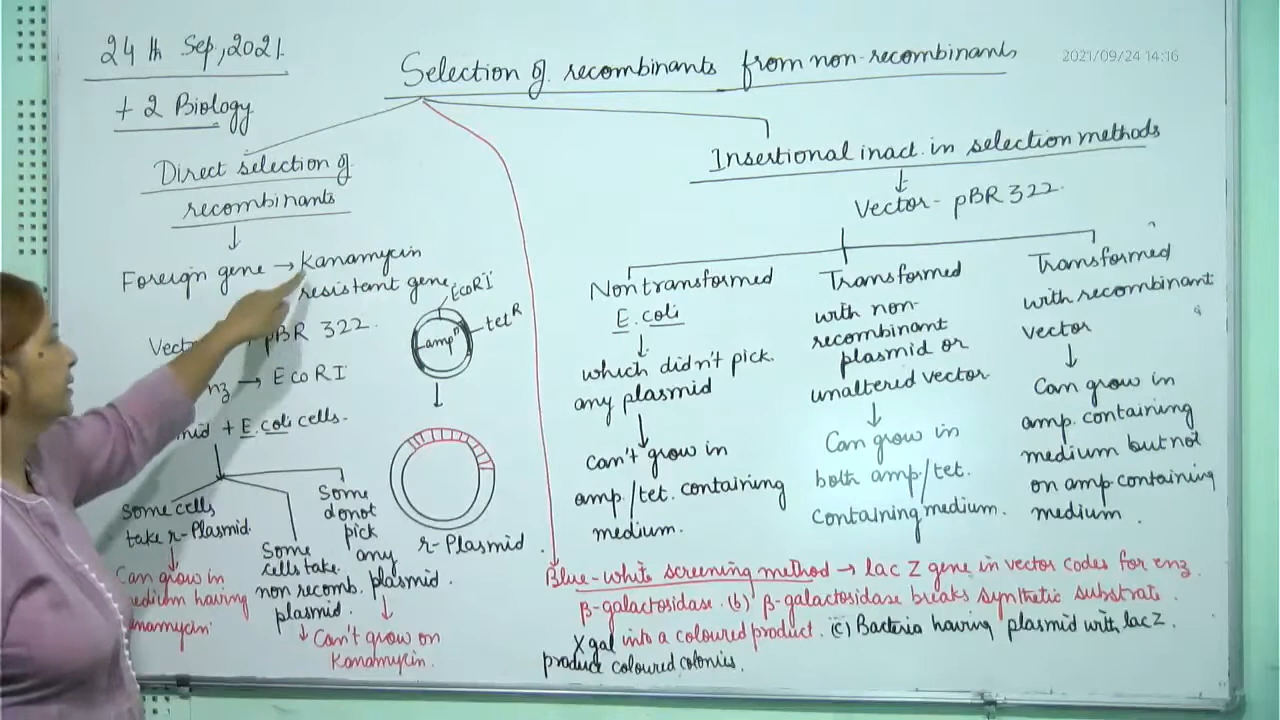 24 th Sep, 2021.
2021/09/24 14:16
Selection of recombinants from non-recombinants
+ 2 Biology
Direct selection of
recombinants
Foreign gene → Kanamycin
resistant gene
pBR 322.
→ EcoRI
+ E. coli cells.
EcoRI
tet^R
amp^R
r-Plasmid.
Some cells
take r-Plasmid.
Can grow in
medium having
Some
cells take
non recomb.
plasmid.
Some
donot
pick
any
plasmid.
Can't grow on
Kanamycin.
Insertional inact. in selection methods
Vector - pBR 322.
Nontransformed
E. coli
which didn't pick
any plasmid
Can't grow in
amp./tet. containing
medium.
Transformed
with non-
recombinant
plasmid or
unaltered vector
Can grow in
both amp/tet.
Containing medium.
Transformed
with recombinant
vector
Can grow in
amp. containing
medium but not
on amp containing
medium.
Blue-white screening method → lac Z gene in vector codes for enz
β-galactosidase. (b) β-galactosidase breaks synthetic substrate
X gal into a coloured product. (c) Bacteria having plasmid with lac Z.
produce coloured colonies.